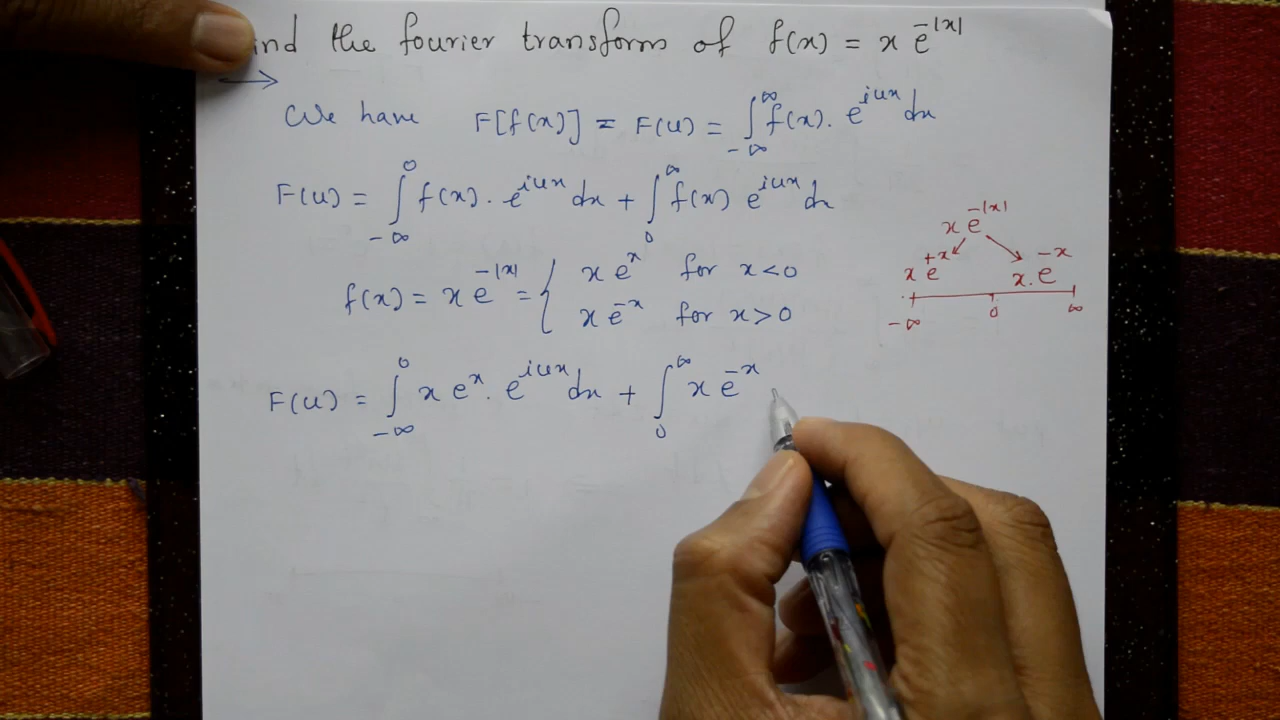 ind the fourier transform of f(x) = x e^{-|x|}
→
We have F[f(x)] = F(u) = ∫_{-∞}^{∞} f(x). e^{iux} dx
F(u) = ∫_{-∞}^{0} f(x). e^{iux} dx + ∫_{0}^{∞} f(x) e^{iux} dx
f(x) = x e^{-|x|} = { x e^{x} for x<0
x e^{-x} for x>0
F(u) = ∫_{-∞}^{0} x e^{x}. e^{iux} dx + ∫_{0}^{∞} x e^{-x}
x e^{-|x|}
x e^{+x} x. e^{-x}
-∞ 0 ∞